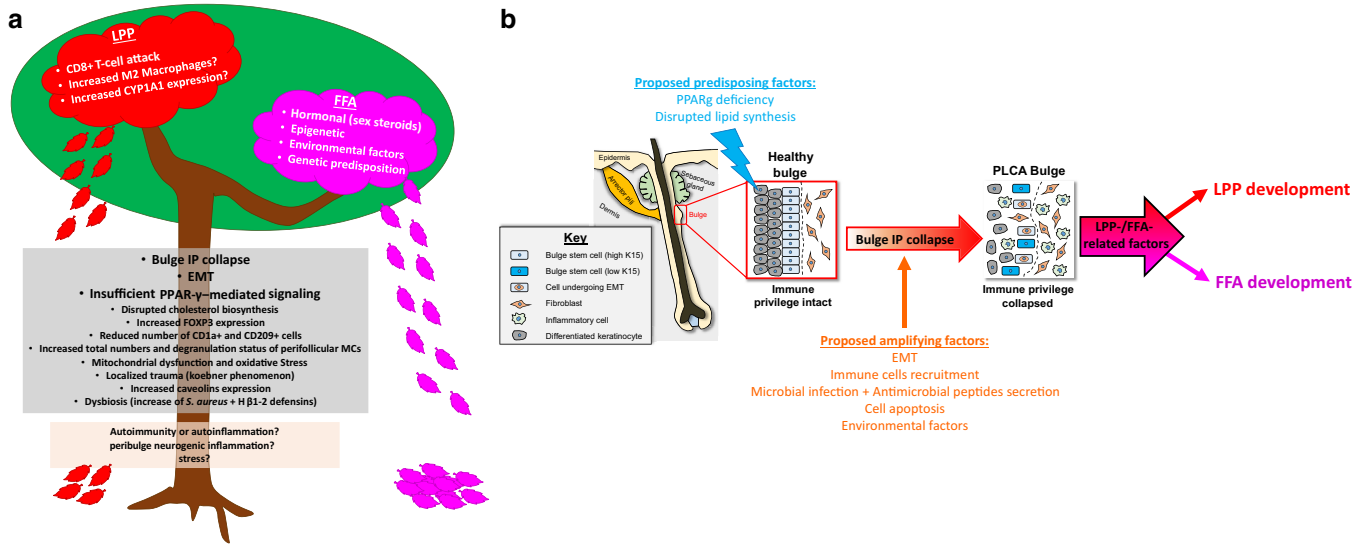 a
LPP
• CD8+ T-cell attack
• Increased M2 Macrophages?
• Increased CYP1A1 expression?
FFA
• Hormonal (sex steroids)
• Epigenetic
• Environmental factors
• Genetic predisposition
• Bulge IP collapse
• EMT
• Insufficient PPAR-γ–mediated signaling
• Disrupted cholesterol biosynthesis
• Increased FOXP3 expression
• Reduced number of CD1a+ and CD209+ cells
• Increased total numbers and degranulation status of perifollicular MCs
• Mitochondrial dysfunction and oxidative Stress
• Localized trauma (koebner phenomenon)
• Increased caveolins expression
• Dysbiosis (increase of S. aureus + H β1-2 defensins)
Autoimmunity or autoinflammation?
peribulge neurogenic inflammation?
stress?
b
Proposed predisposing factors:
PPARg deficiency
Disrupted lipid synthesis
Epidermis
Arrector pili
Sebaceous
gland
Dermis
Bulge
Key
Bulge stem cell (high K15)
Bulge stem cell (low K15)
Cell undergoing EMT
Fibroblast
Inflammatory cell
Differentiated keratinocyte
Healthy
bulge
Immune
privilege intact
Bulge IP collapse
Proposed amplifying factors:
EMT
Immune cells recruitment
Microbial infection + Antimicrobial peptides secretion
Cell apoptosis
Environmental factors
PLCA Bulge
Immune privilege
collapsed
LPP-/FFA-
related factors
LPP development
FFA development